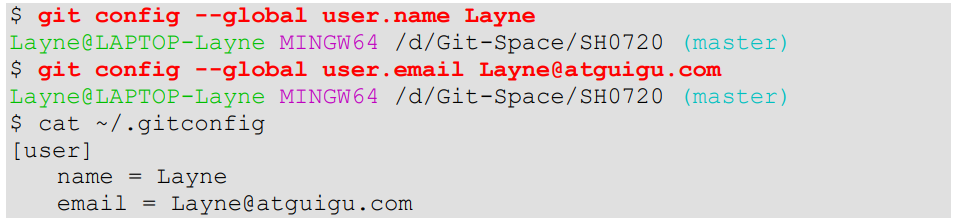 $ git config --global user.name Layne
Layne@LAPTOP-Layne MINGW64 /d/Git-Space/SH0720 (master)
$ git config --global user.email Layne@atguigu.com
Layne@LAPTOP-Layne MINGW64 /d/Git-Space/SH0720 (master)
$ cat ~/.gitconfig
[user]
name = Layne
email = Layne@atguigu.com